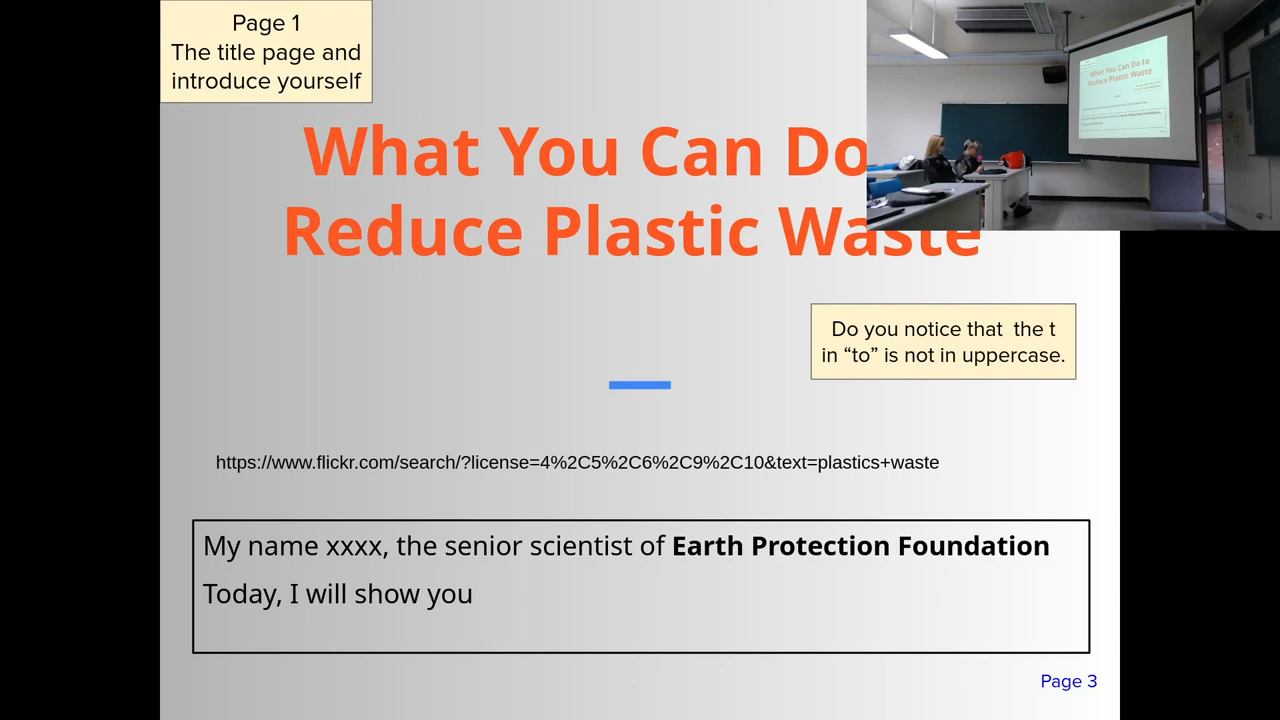 Page 1
The title page and
introduce yourself
What You Can Do
Reduce Plastic Waste
What You Can Do to
Reduce Plastic Waste
Do you notice that  the t
in “to” is not in uppercase.
https://www.flickr.com/search/?license=4%2C5%2C6%2C9%2C10&text=plastics+waste
My name xxxx, the senior scientist of Earth Protection Foundation
Today, I will show you
Page 3